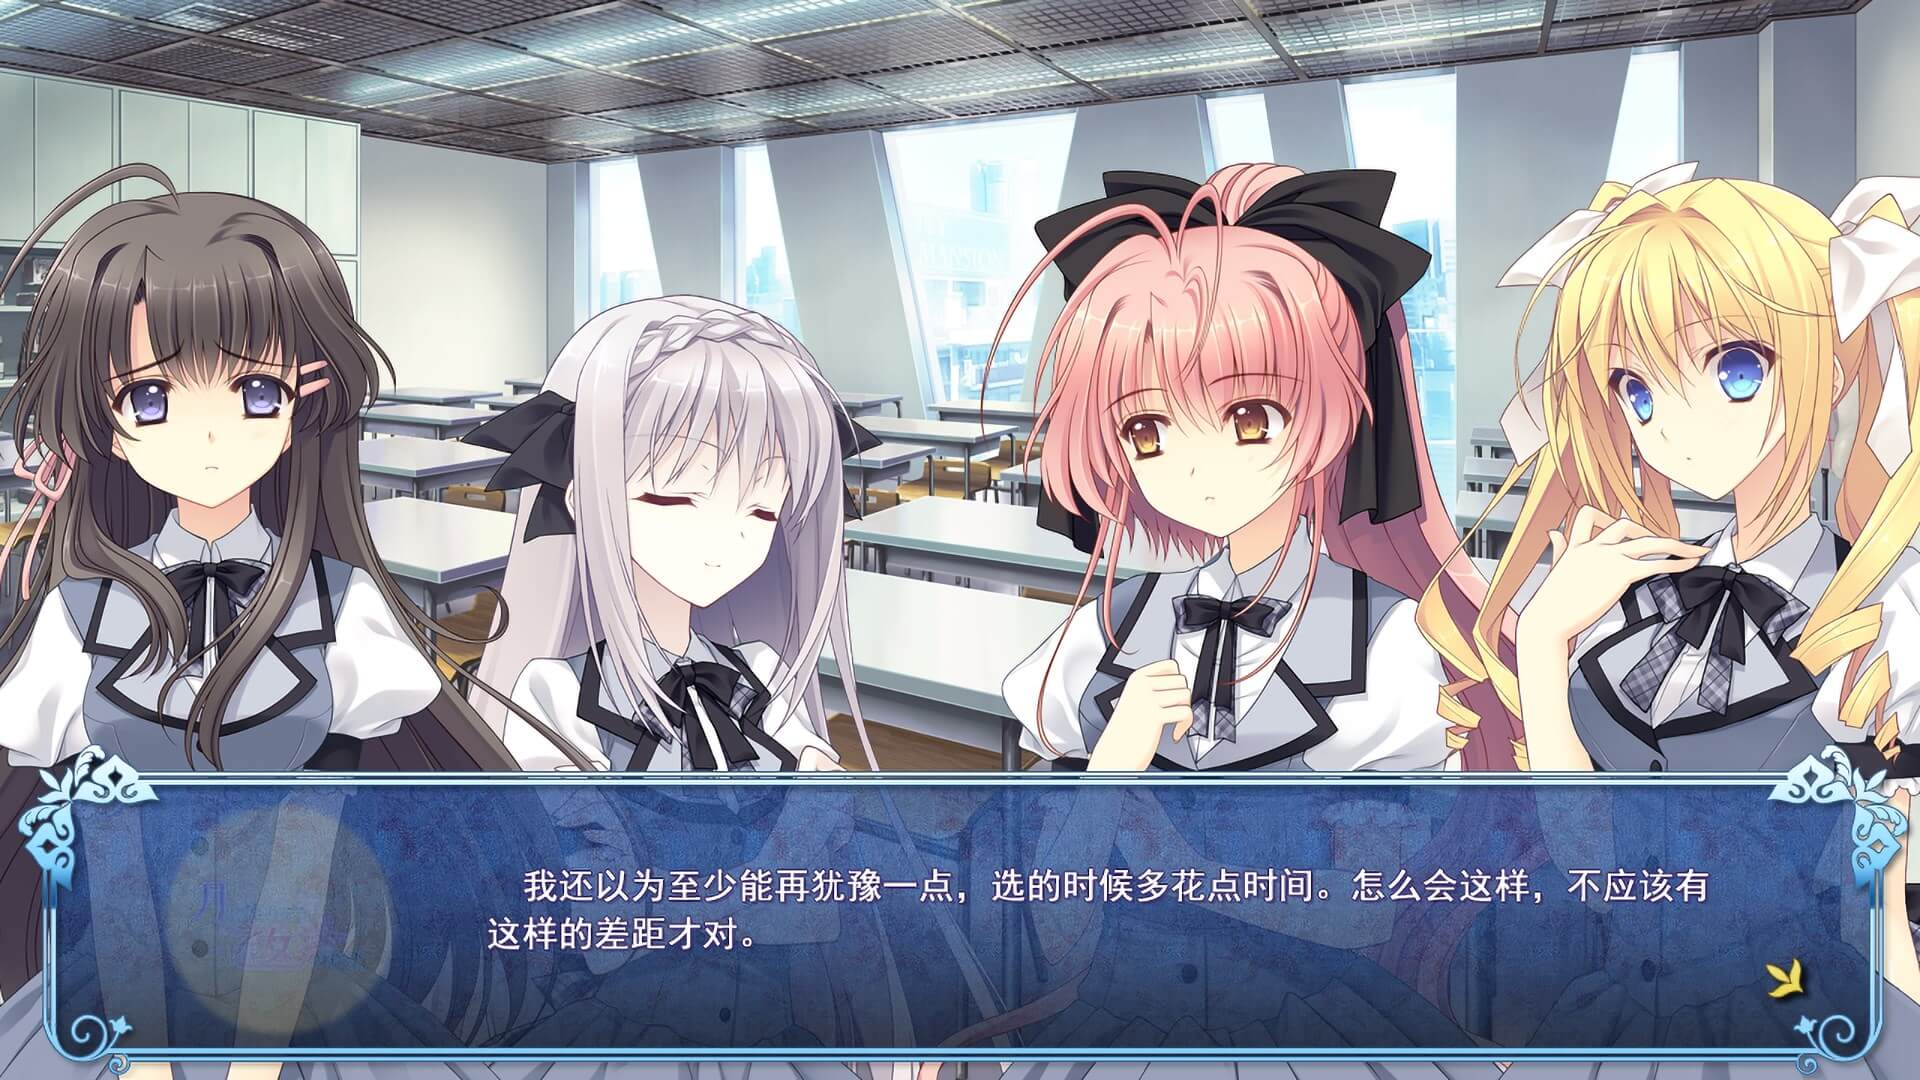 MANSION
我还以为至少能再犹豫一点，选的时候多花点时间。怎么会这样，不应该有
这样的差距才对。